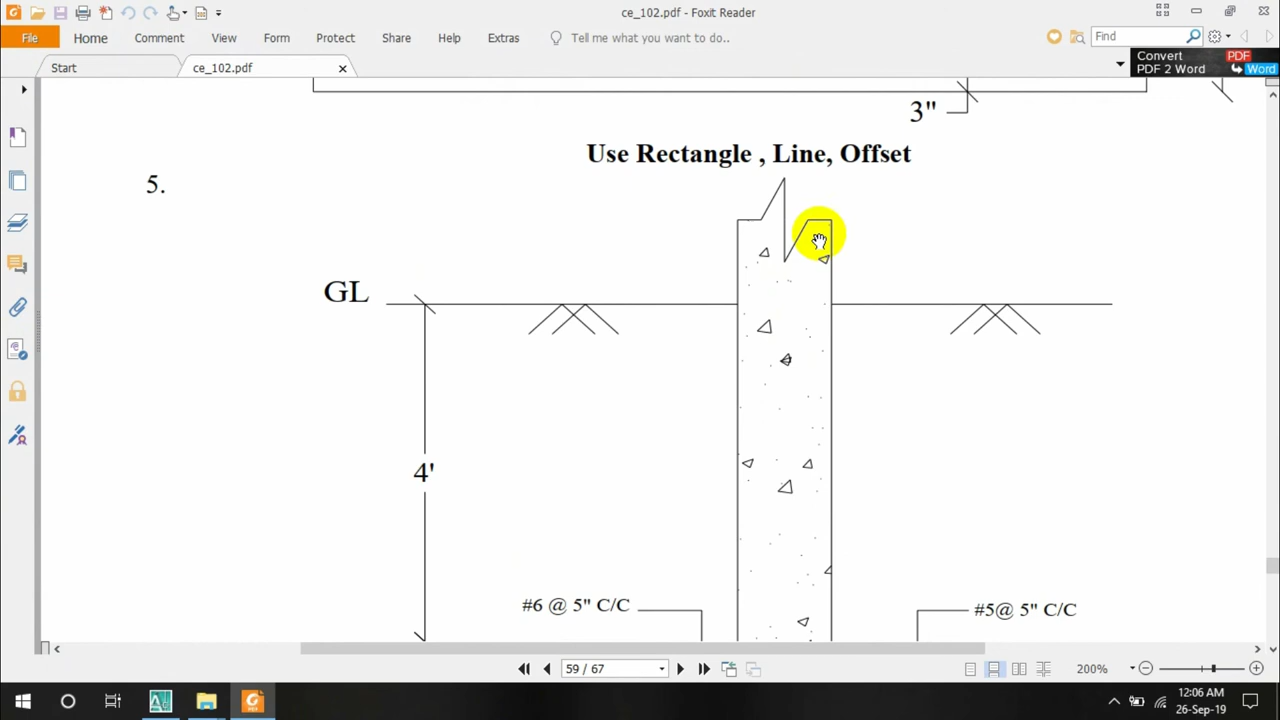 ce_102.pdf - Foxit Reader
File
Home
Comment
View
Form
Protect
Share
Help
Extras
Tell me what you want to do..
Find
Start
ce_102.pdf
Convert PDF
PDF 2 Word Word
3"
Use Rectangle , Line, Offset
5.
GL
4'
#6 @ 5" C/C
#5@ 5" C/C
59 / 67
200%
12:06 AM
26-Sep-19